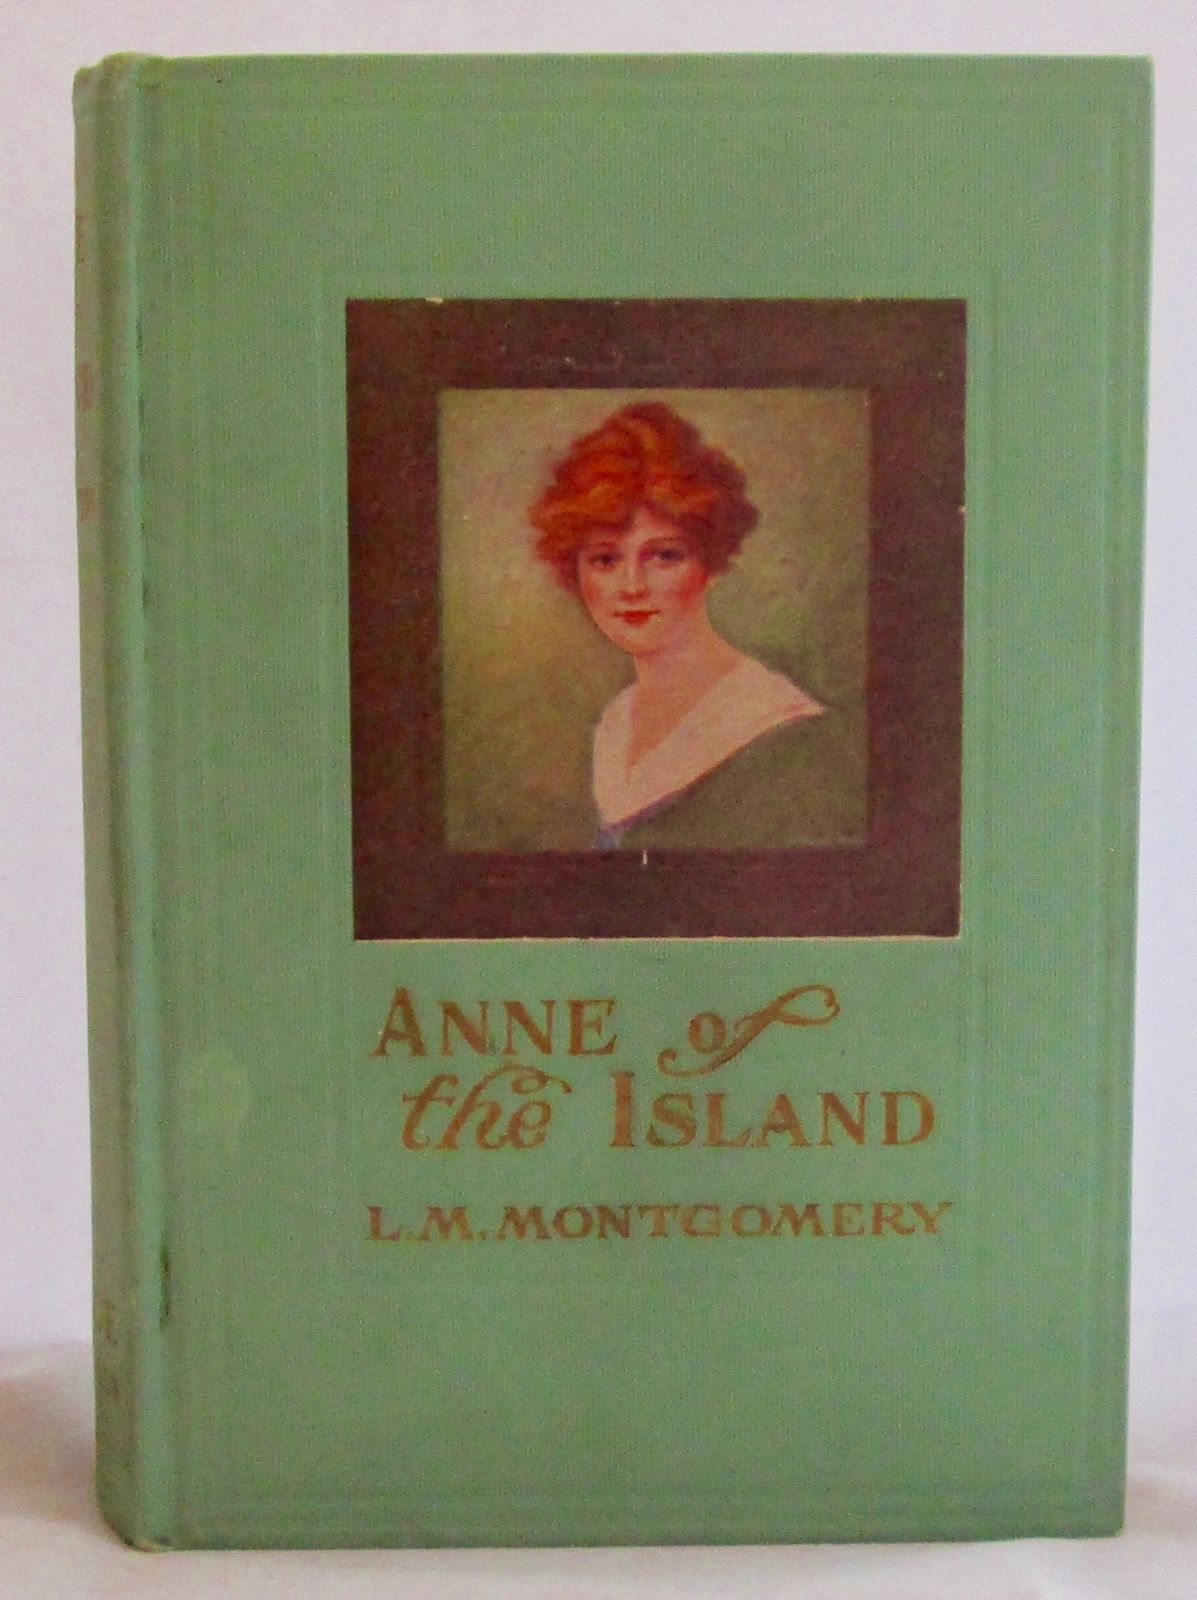 ANNE of
the ISLAND
L.M. MONTGOMERY